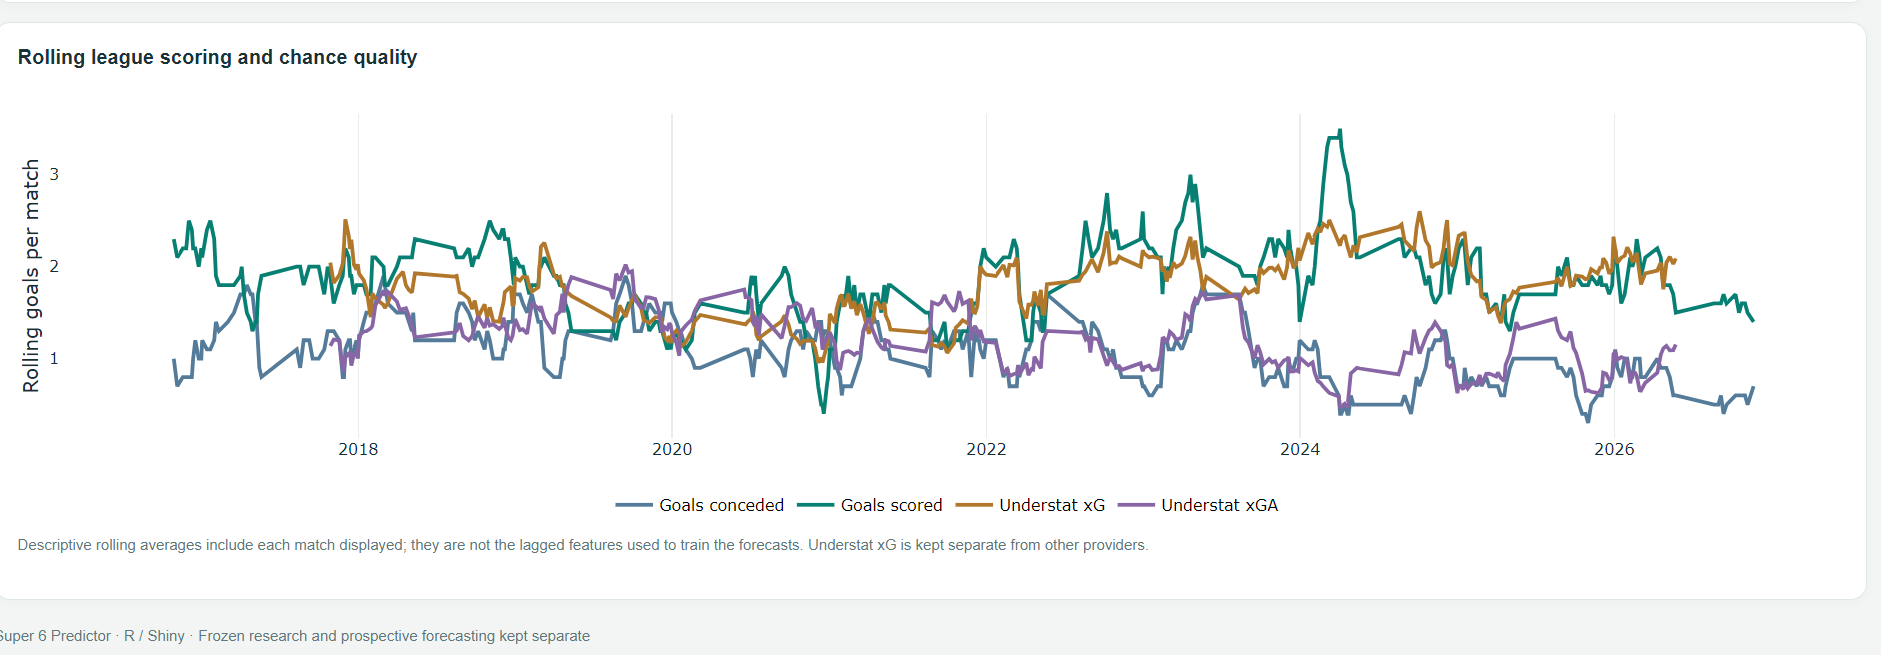 Rolling league scoring and chance quality
Rolling goals per match
3
2
1
2018 2020 2022 2024 2026
Goals conceded Goals scored Understat xG Understat xGA
Descriptive rolling averages include each match displayed; they are not the lagged features used to train the forecasts. Understat xG is kept separate from other providers.
Super 6 Predictor · R / Shiny · Frozen research and prospective forecasting kept separate